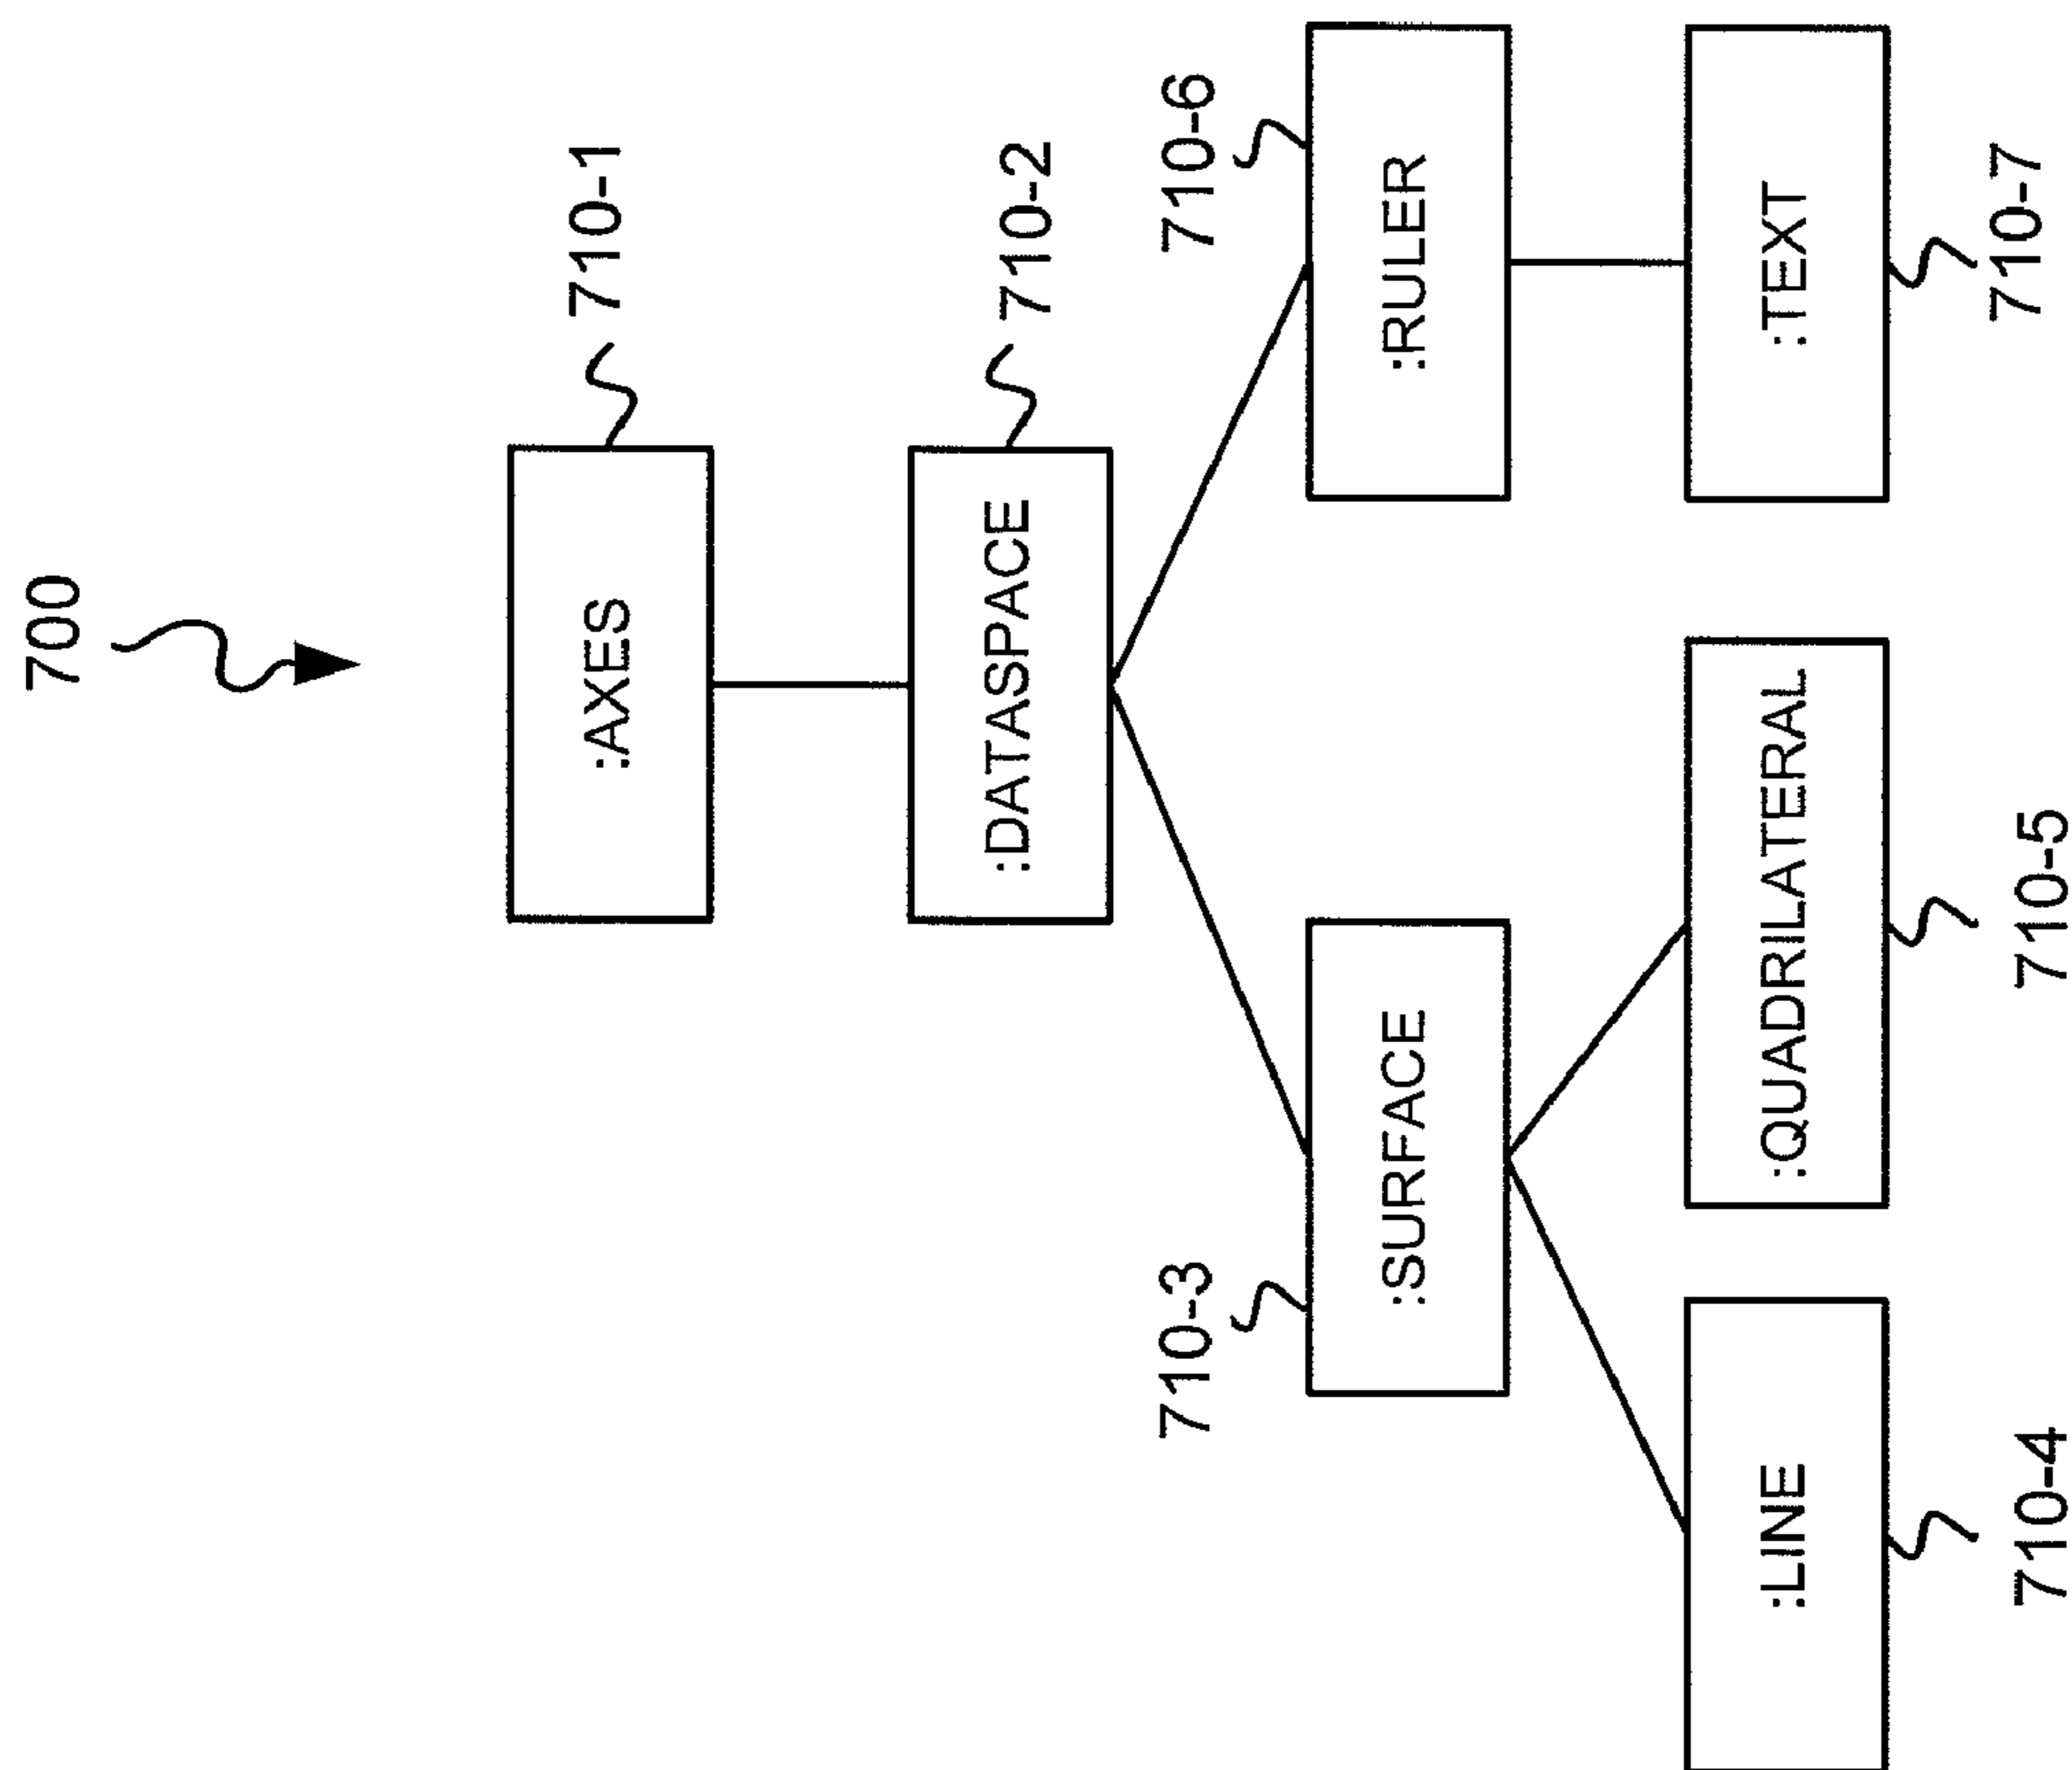 700
:AXES
710-1
:DATASPACE
710-2
710-3
:SURFACE
710-6
:RULER
:LINE
:QUADRILATERAL
:TEXT
710-4
710-5
710-7